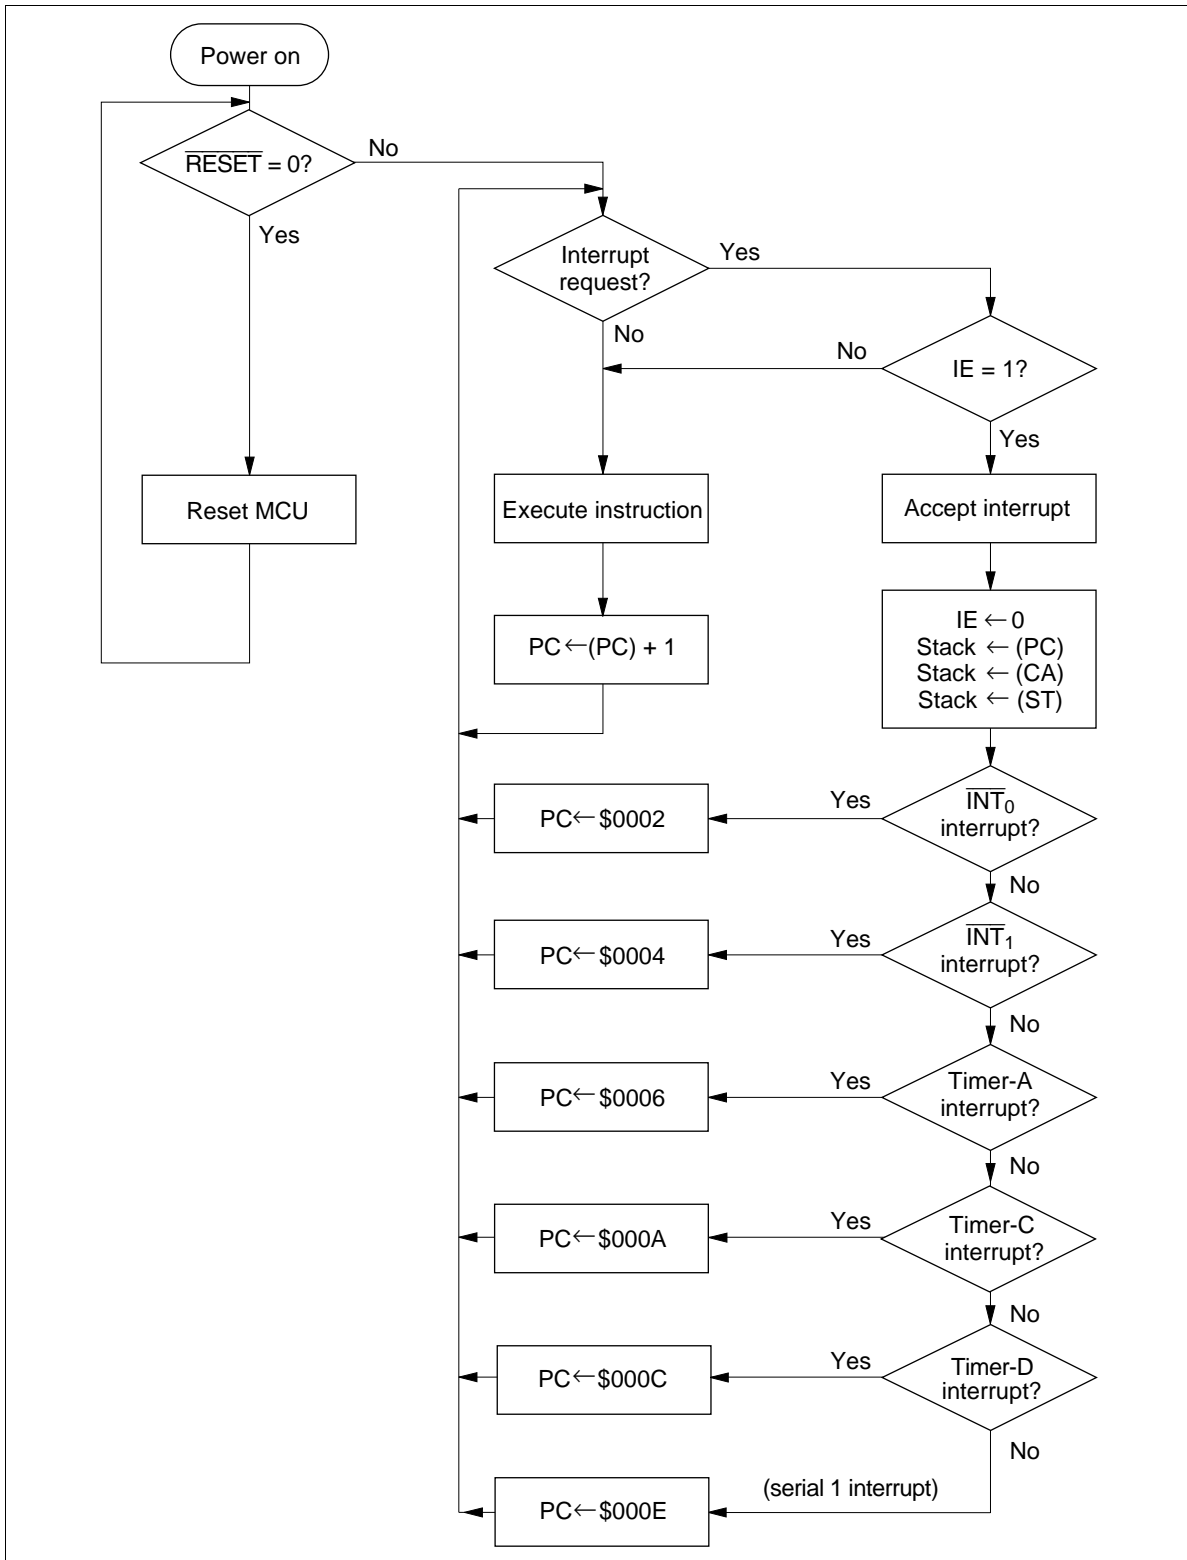 Power on
RESET = 0?
No
Yes
Interrupt
request?
Yes
No
No
IE = 1?
Yes
Reset MCU
Execute instruction
Accept interrupt
PC←(PC) + 1
IE ← 0
Stack ← (PC)
Stack ← (CA)
Stack ← (ST)
PC←$0002
Yes
INT0
interrupt?
No
PC←$0004
Yes
INT1
interrupt?
No
PC←$0006
Yes
Timer-A
interrupt?
No
PC←$000A
Yes
Timer-C
interrupt?
No
PC←$000C
Yes
Timer-D
interrupt?
No
PC←$000E
(serial 1 interrupt)